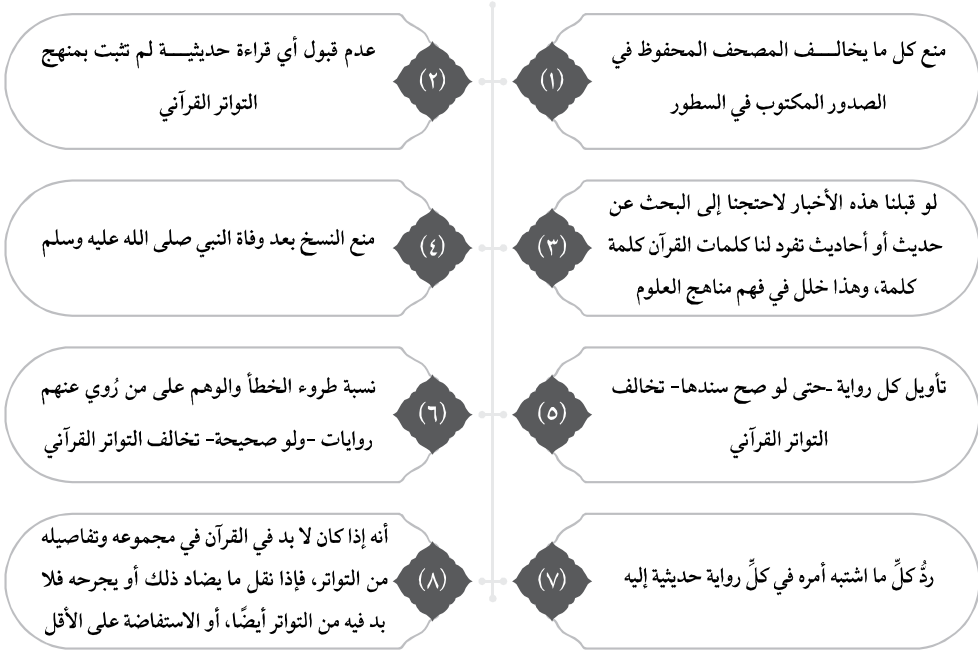 (١)
منع كل ما يخالف المصحف المحفوظ في
الصدور المكتوب في السطور
(٢)
عدم قبول أي قراءة حديثية لم تثبت بمنهج
التواتر القرآني
(٣)
لو قبلنا هذه الأخبار لاحتجنا إلى البحث عن
حديث أو أحاديث تفرد لنا كلمات القرآن كلمة
كلمة، وهذا خلل في فهم مناهج العلوم
(٤)
منع النسخ بعد وفاة النبي صلى الله عليه وسلم
(٥)
تأويل كل رواية -حتى لو صح سندها- تخالف
التواتر القرآني
(٦)
نسبة طروء الخطأ والوهم على من رُوي عنهم
روايات -ولو صحيحة- تخالف التواتر القرآني
(٧)
ردُّ كلِّ ما اشتبه أمره في كلِّ رواية حديثية إليه
(٨)
أنه إذا كان لا بد في القرآن في مجموعه وتفاصيله
من التواتر، فإذا نقل ما يضاد ذلك أو يجرحه فلا
بد فيه من التواتر أيضًا، أو الاستفاضة على الأقل